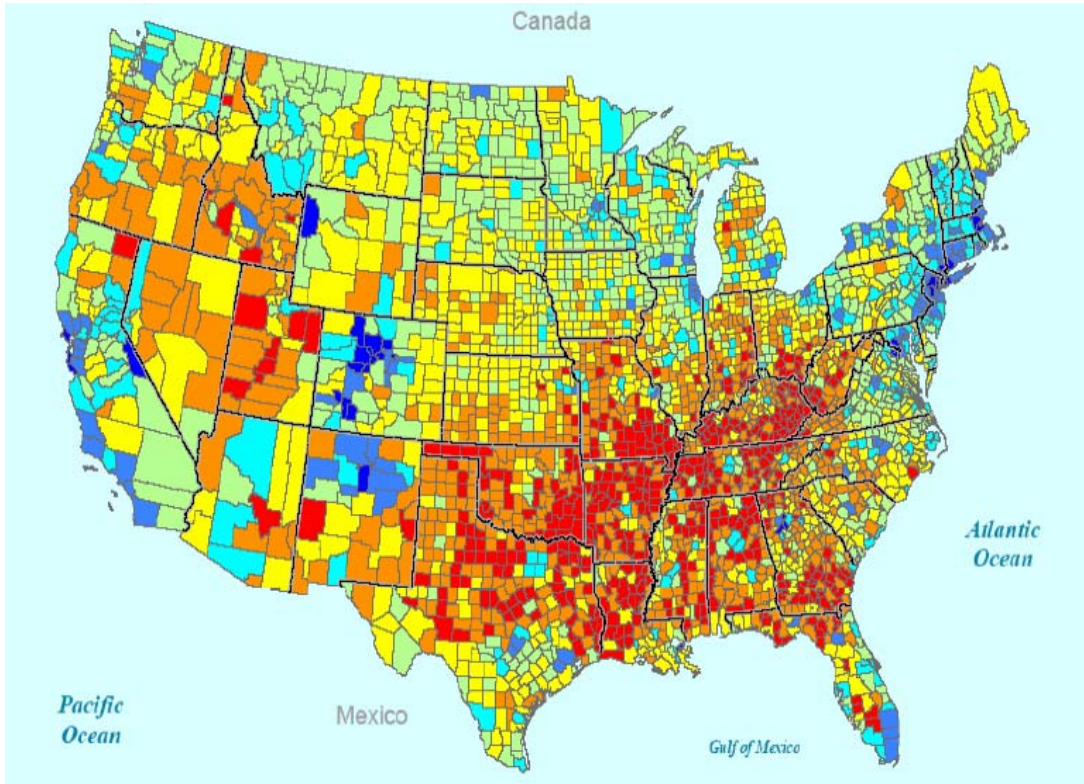 Canada
Atlantic
Ocean
Pacific
Ocean
Mexico
Gulf of Mexico